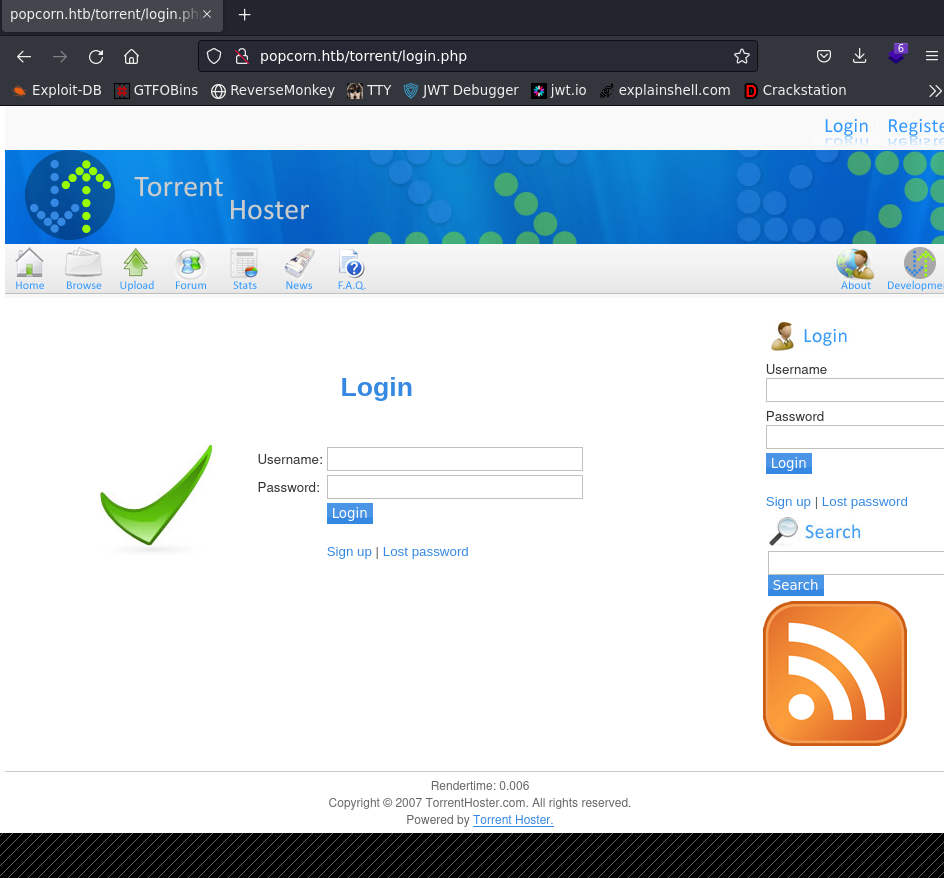 popcorn.htb/torrent/login.ph
popcorn.htb/torrent/login.php
6
Exploit-DB GTFOBins ReverseMonkey TTY JWT Debugger jwt.io explainshell.com Crackstation
Login Registe
Torrent
Hoster
Home Browse Upload Forum Stats News F.A.Q. About Developme
Login
Username
Password
Login
Sign up | Lost password
Search
Search
Login
Username:
Password:
Login
Sign up | Lost password
Rendertime: 0.006
Copyright © 2007 TorrentHoster.com. All rights reserved.
Powered by Torrent Hoster.